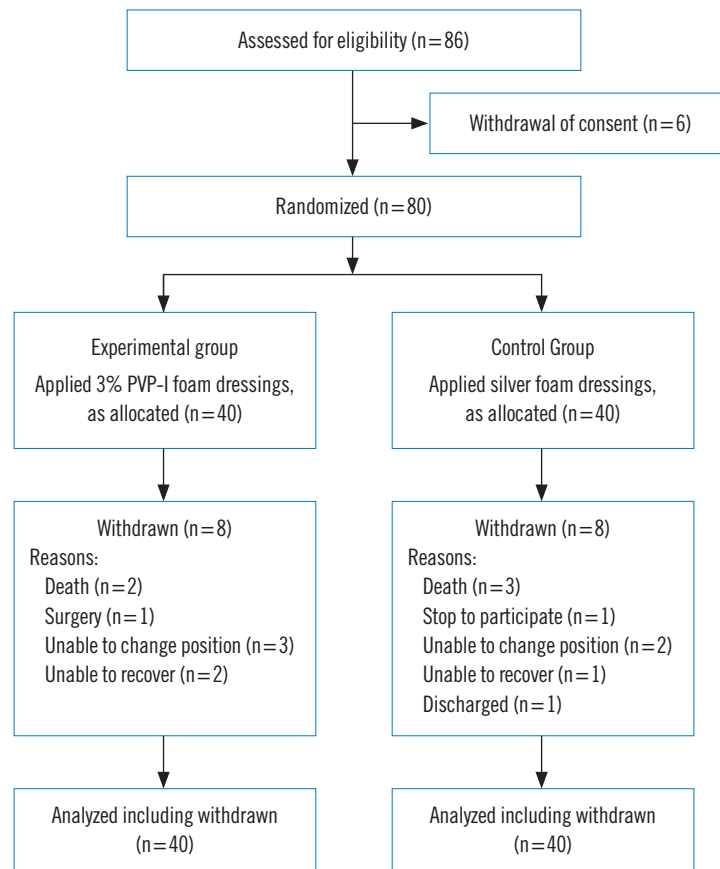 Assessed for eligibility (n=86)
Withdrawal of consent (n=6)
Randomized (n=80)
Experimental group
Applied 3% PVP-I foam dressings,
as allocated (n=40)
Control Group
Applied silver foam dressings,
as allocated (n=40)
Withdrawn (n=8)
Reasons:
Death (n=2)
Surgery (n=1)
Unable to change position (n=3)
Unable to recover (n=2)
Withdrawn (n=8)
Reasons:
Death (n=3)
Stop to participate (n=1)
Unable to change position (n=2)
Unable to recover (n=1)
Discharged (n=1)
Analyzed including withdrawn
(n=40)
Analyzed including withdrawn
(n=40)